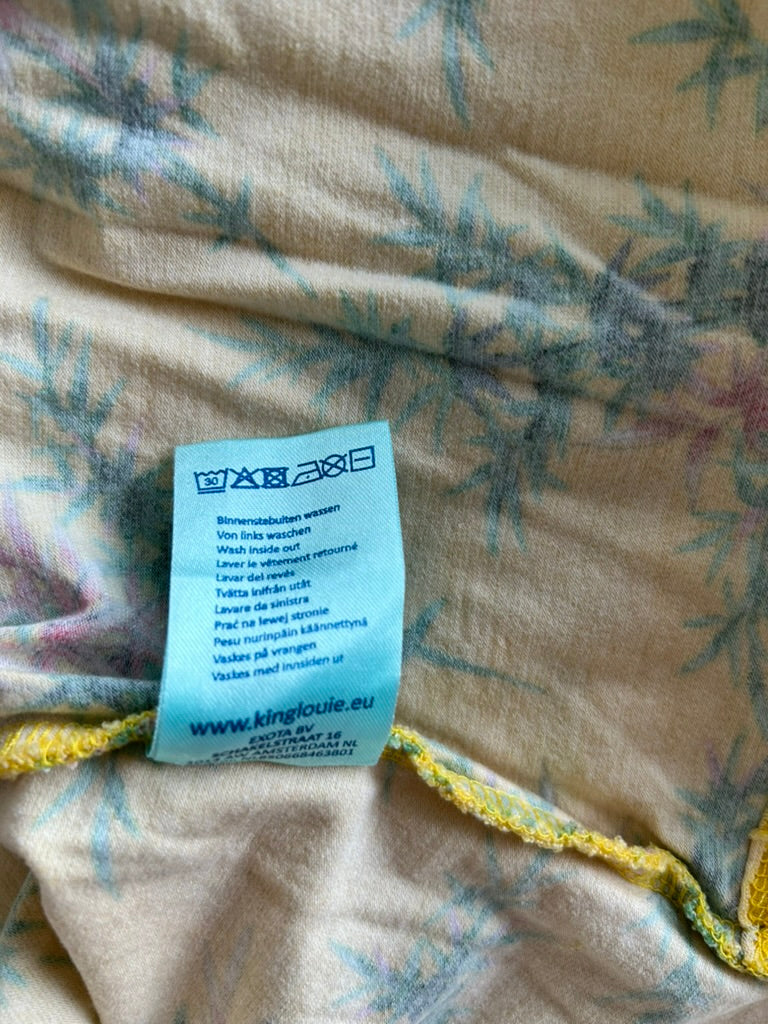 30
Binnenstebuiten wassen
Von links waschen
Wash inside out
Laver le vêtement retourné
Lavar del revés
Tvätta inifrån utåt
Lavare da sinistra
Prać na lewej stronie
Pesu nurinpäin käännettynä
Vaskes på vrangen
Vaskes med innsiden ut
www.kinglouie.eu
EXOTA BV
SCHAKELSTRAAT 16
AMSTERDAM NL